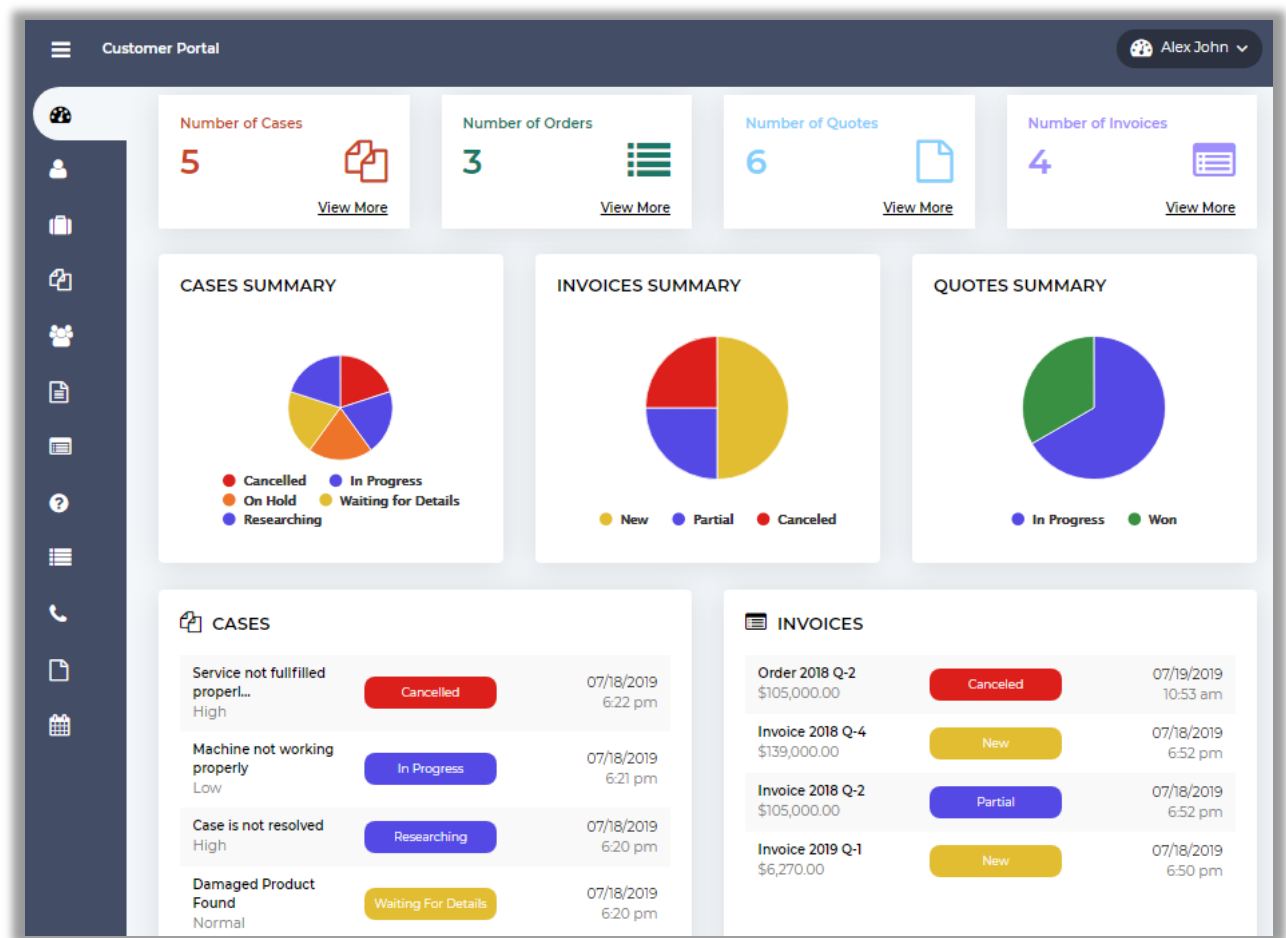 Customer Portal
Alex John
Number of Cases
5
View More
Number of Orders
3
View More
Number of Quotes
6
View More
Number of Invoices
4
View More
CASES SUMMARY
Cancelled In Progress
On Hold Waiting for Details
Researching
INVOICES SUMMARY
New Partial Canceled
QUOTES SUMMARY
In Progress Won
CASES
Service not fullfilled
properl...
High
Cancelled
07/18/2019
6:22 pm
Machine not working
properly
Low
In Progress
07/18/2019
6:21 pm
Case is not resolved
High
Researching
07/18/2019
6:20 pm
Damaged Product
Found
Normal
Waiting For Details
07/18/2019
6:20 pm
INVOICES
Order 2018 Q-2
$105,000.00
Canceled
07/19/2019
10:53 am
Invoice 2018 Q-4
$139,000.00
New
07/18/2019
6:52 pm
Invoice 2018 Q-2
$105,000.00
Partial
07/18/2019
6:52 pm
Invoice 2019 Q-1
$6,270.00
New
07/18/2019
6:50 pm